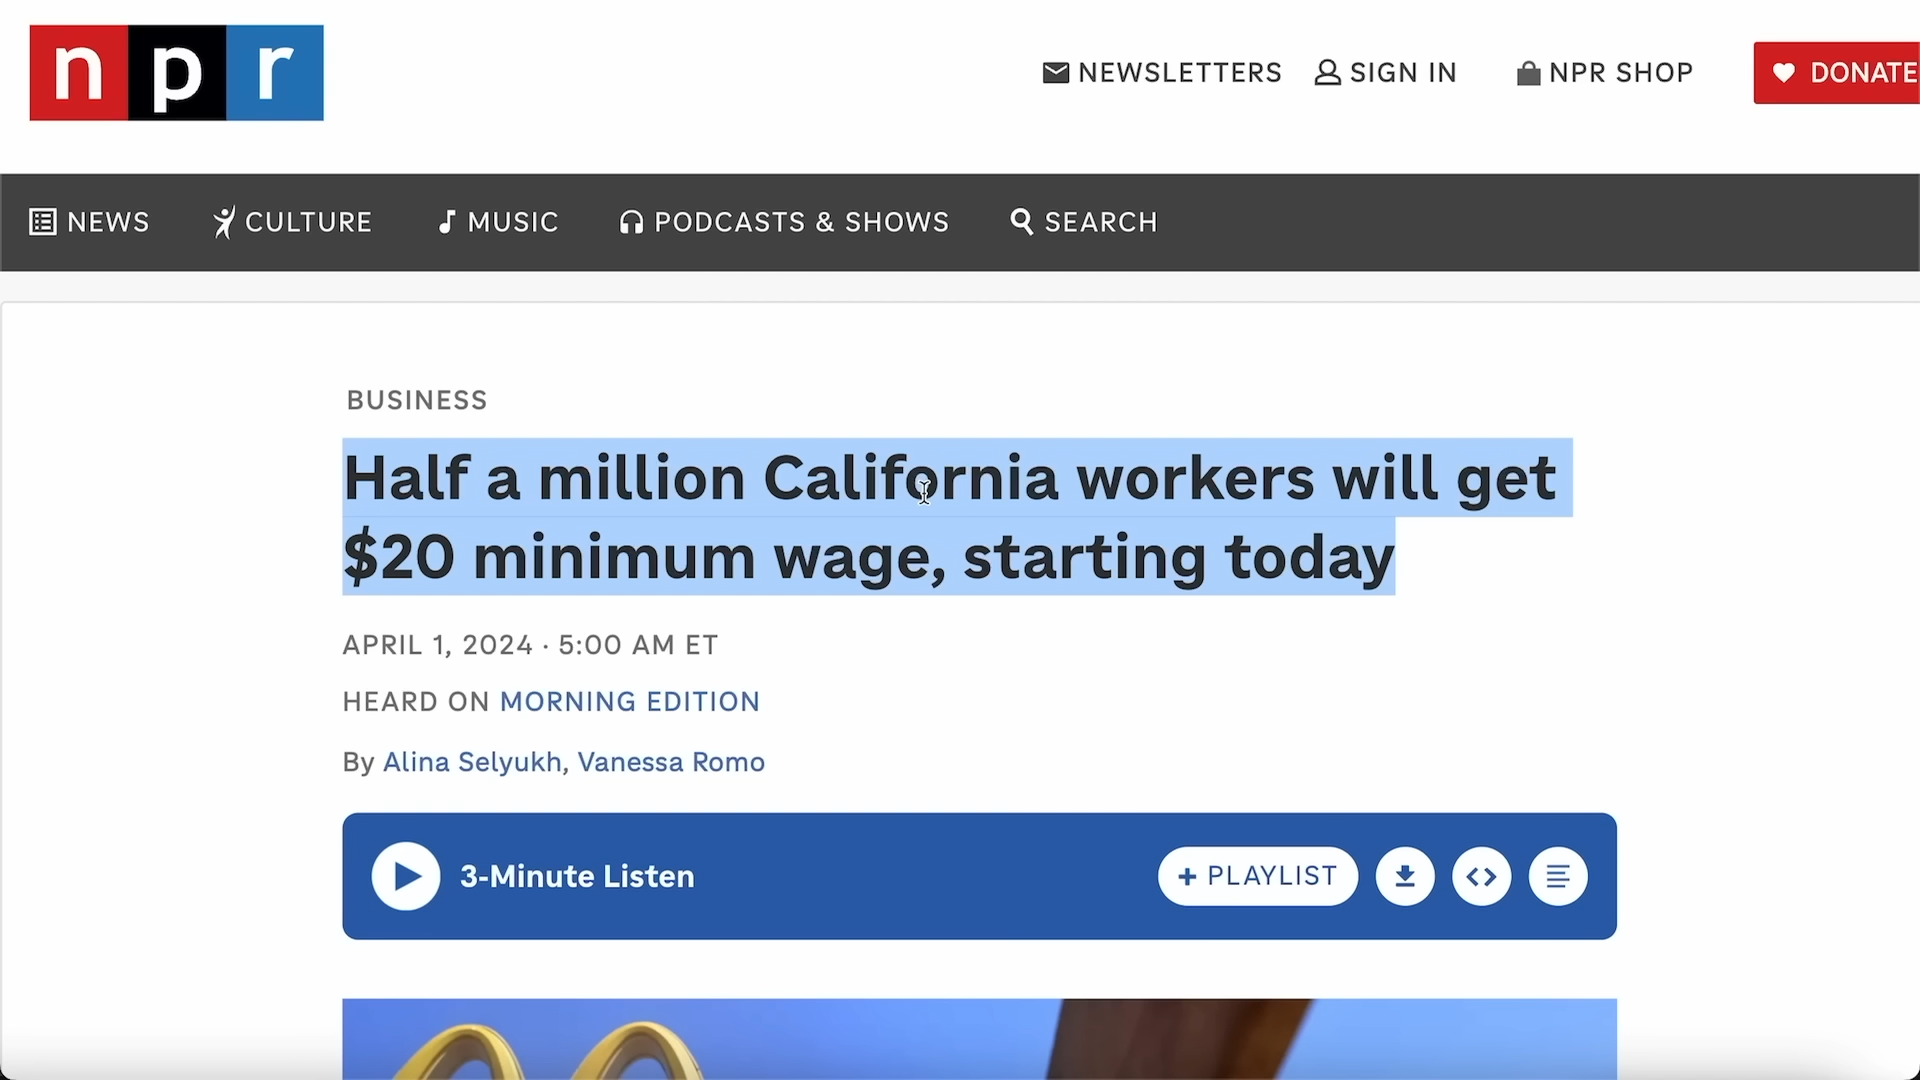 npr
NEWSLETTERS
SIGN IN
NPR SHOP
DONATE
NEWS
CULTURE
MUSIC
PODCASTS & SHOWS
SEARCH
BUSINESS
Half a million California workers will get
$20 minimum wage, starting today
APRIL 1, 2024 · 5:00 AM ET
HEARD ON MORNING EDITION
By Alina Selyukh, Vanessa Romo
3-Minute Listen
+ PLAYLIST